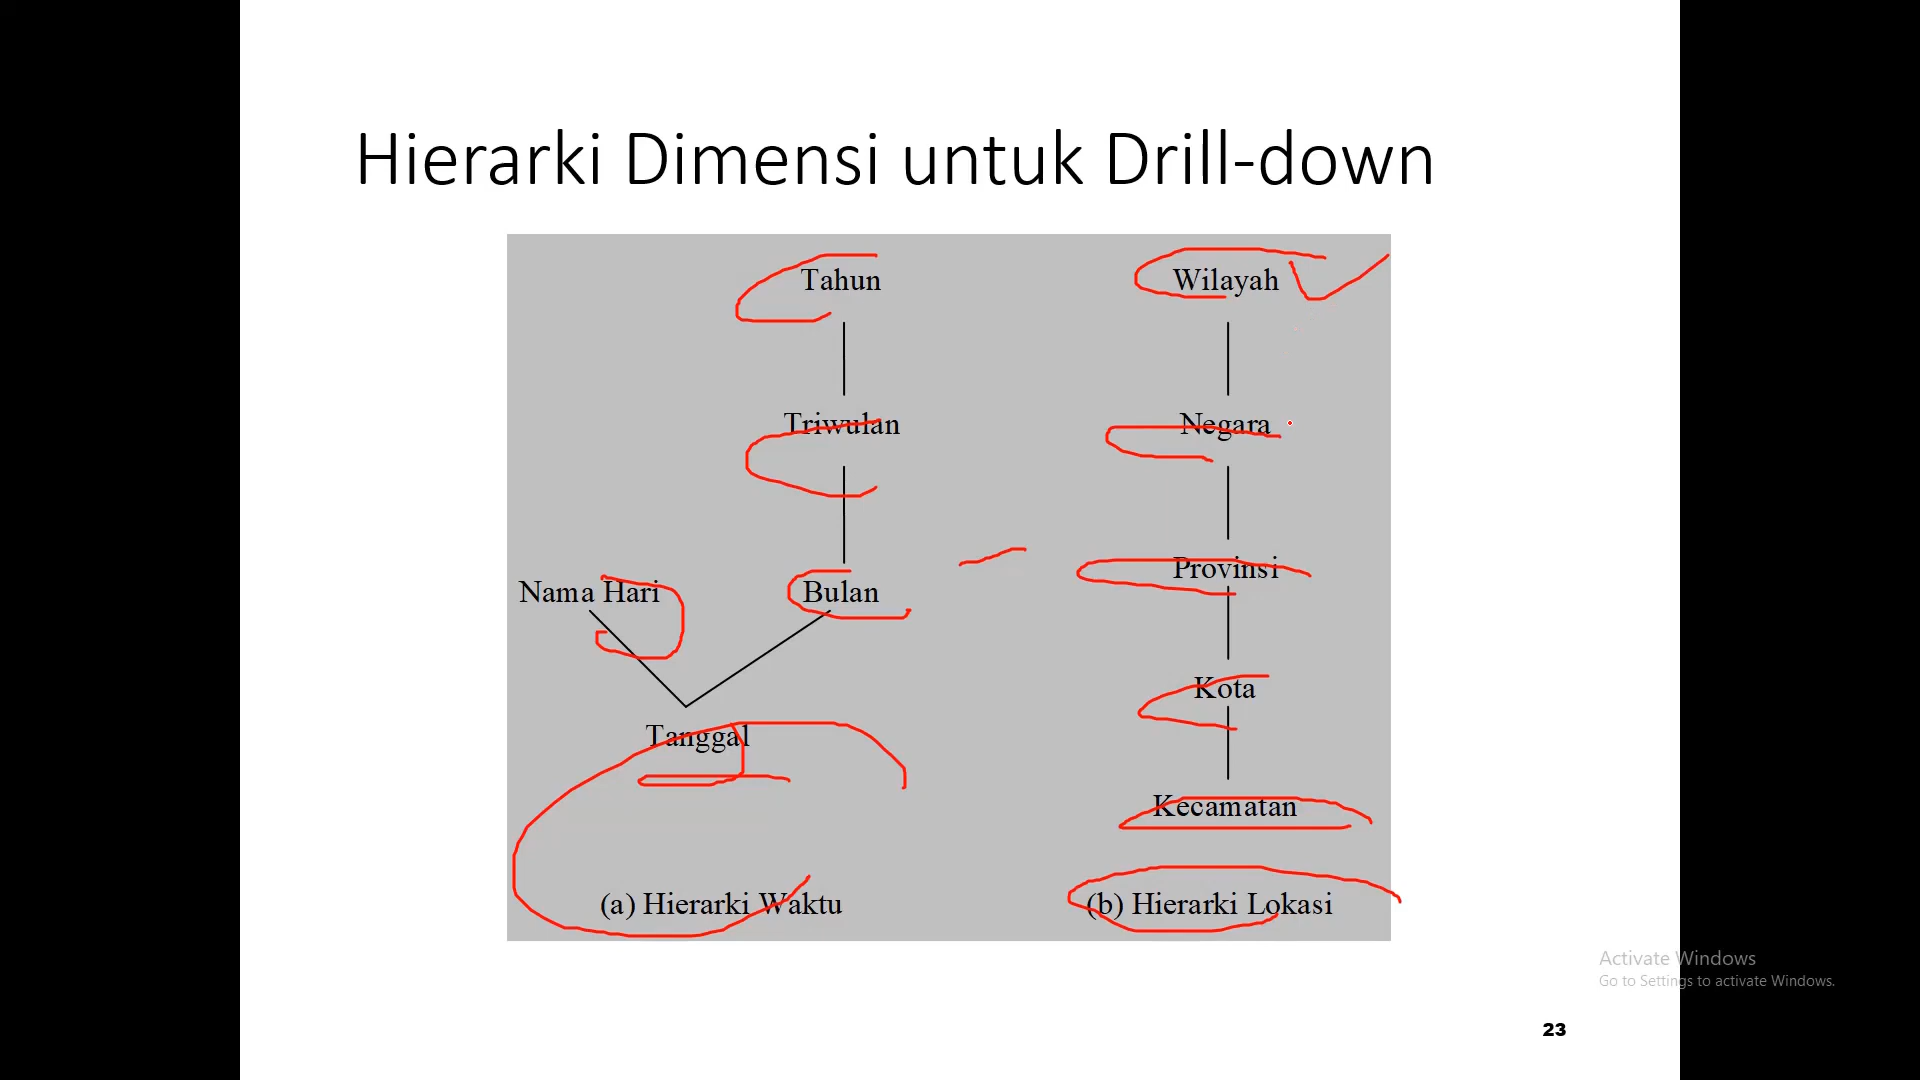 Hierarki Dimensi untuk Drill-down
Tahun
Triwulan
Nama Hari
Bulan
Tanggal
(a) Hierarki Waktu
Wilayah
Negara
Provinsi
Kota
Kecamatan
(b) Hierarki Lokasi
Activate Windows
Go to Settings to activate Windows.
23